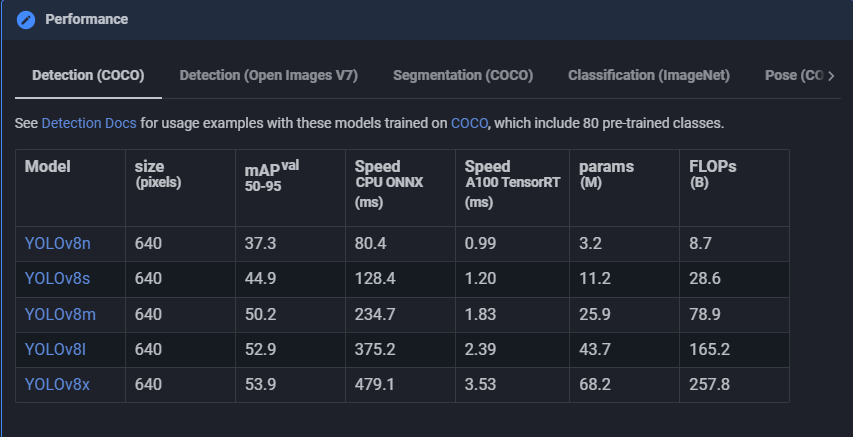 Performance
Detection (COCO) Detection (Open Images V7) Segmentation (COCO) Classification (ImageNet) Pose (CO
See Detection Docs for usage examples with these models trained on COCO, which include 80 pre-trained classes.
Model size (pixels) mAPval 50-95 Speed CPU ONNX (ms) Speed A100 TensorRT (ms) params (M) FLOPs (B)
YOLOv8n 640 37.3 80.4 0.99 3.2 8.7
YOLOv8s 640 44.9 128.4 1.20 11.2 28.6
YOLOv8m 640 50.2 234.7 1.83 25.9 78.9
YOLOv8l 640 52.9 375.2 2.39 43.7 165.2
YOLOv8x 640 53.9 479.1 3.53 68.2 257.8